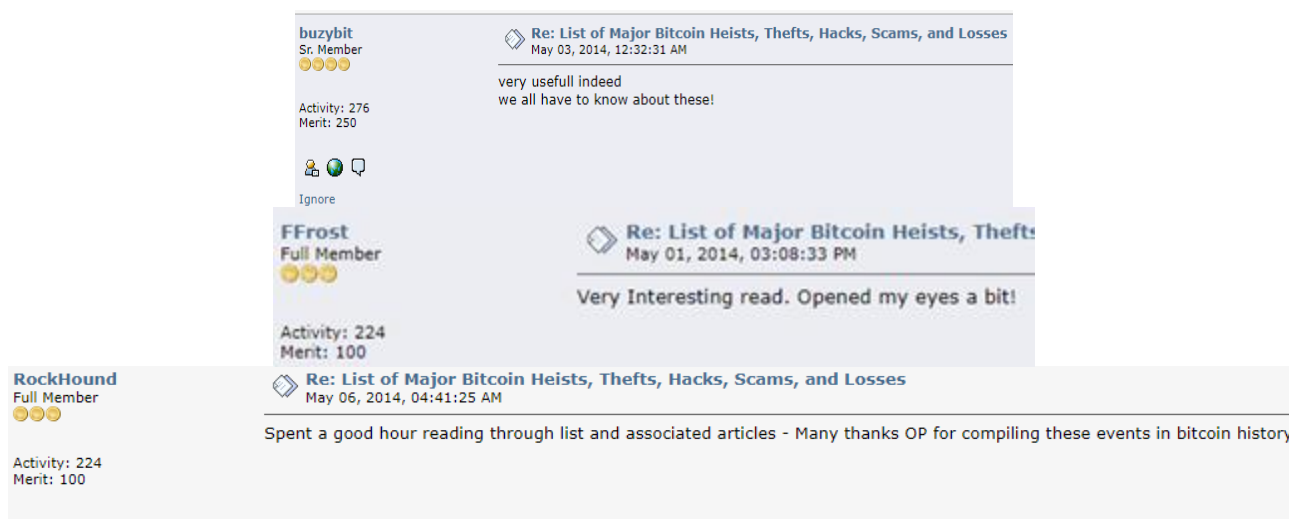 buzybit
Sr. Member
Re: List of Major Bitcoin Heists, Thefts, Hacks, Scams, and Losses
May 03, 2014, 12:32:31 AM
very usefull indeed
we all have to know about these!
Activity: 276
Merit: 250
Ignore
FFrost
Full Member
Re: List of Major Bitcoin Heists, Thefts
May 01, 2014, 03:08:33 PM
Very Interesting read. Opened my eyes a bit!
Activity: 224
Merit: 100
RockHound
Full Member
Re: List of Major Bitcoin Heists, Thefts, Hacks, Scams, and Losses
May 06, 2014, 04:41:25 AM
Spent a good hour reading through list and associated articles - Many thanks OP for compiling these events in bitcoin history
Activity: 224
Merit: 100